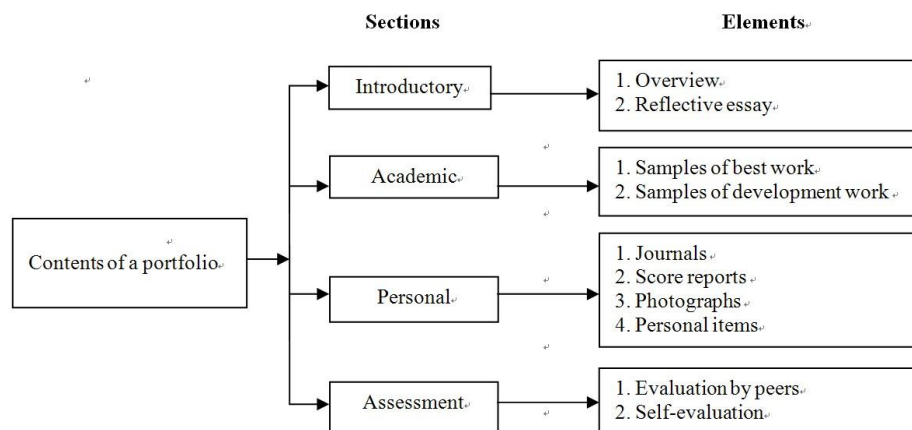 Sections
Elements
Introductory
1. Overview
2. Reflective essay
Academic
1. Samples of best work
2. Samples of development work
Contents of a portfolio
Personal
1. Journals
2. Score reports
3. Photographs
4. Personal items
Assessment
1. Evaluation by peers
2. Self-evaluation